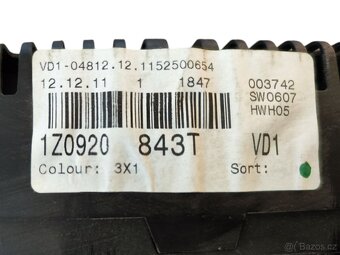 VD1-04812.12.1152500654
12.12.11 1 1847 003742
SW0607
HWH05
1Z0920 843T VD1
Colour: 3X1 Sort:
bazos.cz